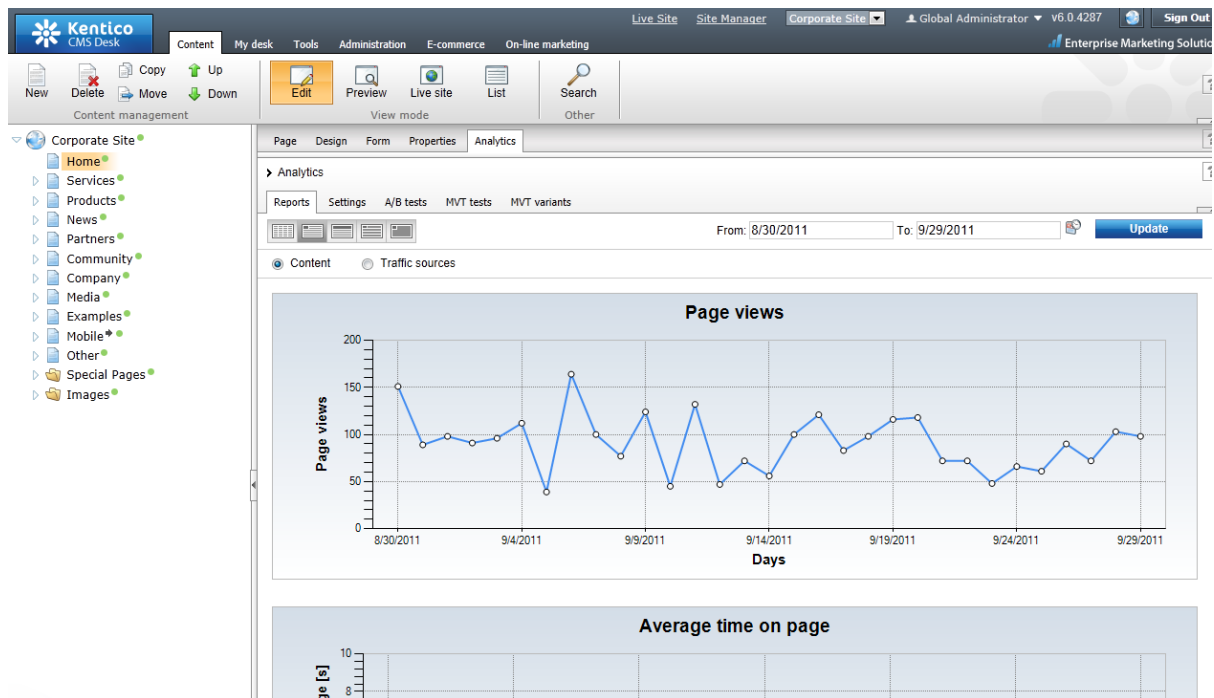 Kentico
CMS Desk
Live Site Site Manager Corporate Site Global Administrator v6.0.4287 Sign Out
Content My desk Tools Administration E-commerce On-line marketing
Enterprise Marketing Solutio
New Delete Copy Move Up Down
Content management
Edit Preview Live site List
View mode
Search
Other
Corporate Site
Home
Services
Products
News
Partners
Community
Company
Media
Examples
Mobile
Other
Special Pages
Images
Page Design Form Properties Analytics
Analytics
Reports Settings A/B tests MVT tests MVT variants
From: 8/30/2011 To: 9/29/2011 Update
Content Traffic sources
Page views
200
150
100
50
0
Page views
8/30/2011 9/4/2011 9/9/2011 9/14/2011 9/19/2011 9/24/2011 9/29/2011
Days
Average time on page
10
8
ge [s]